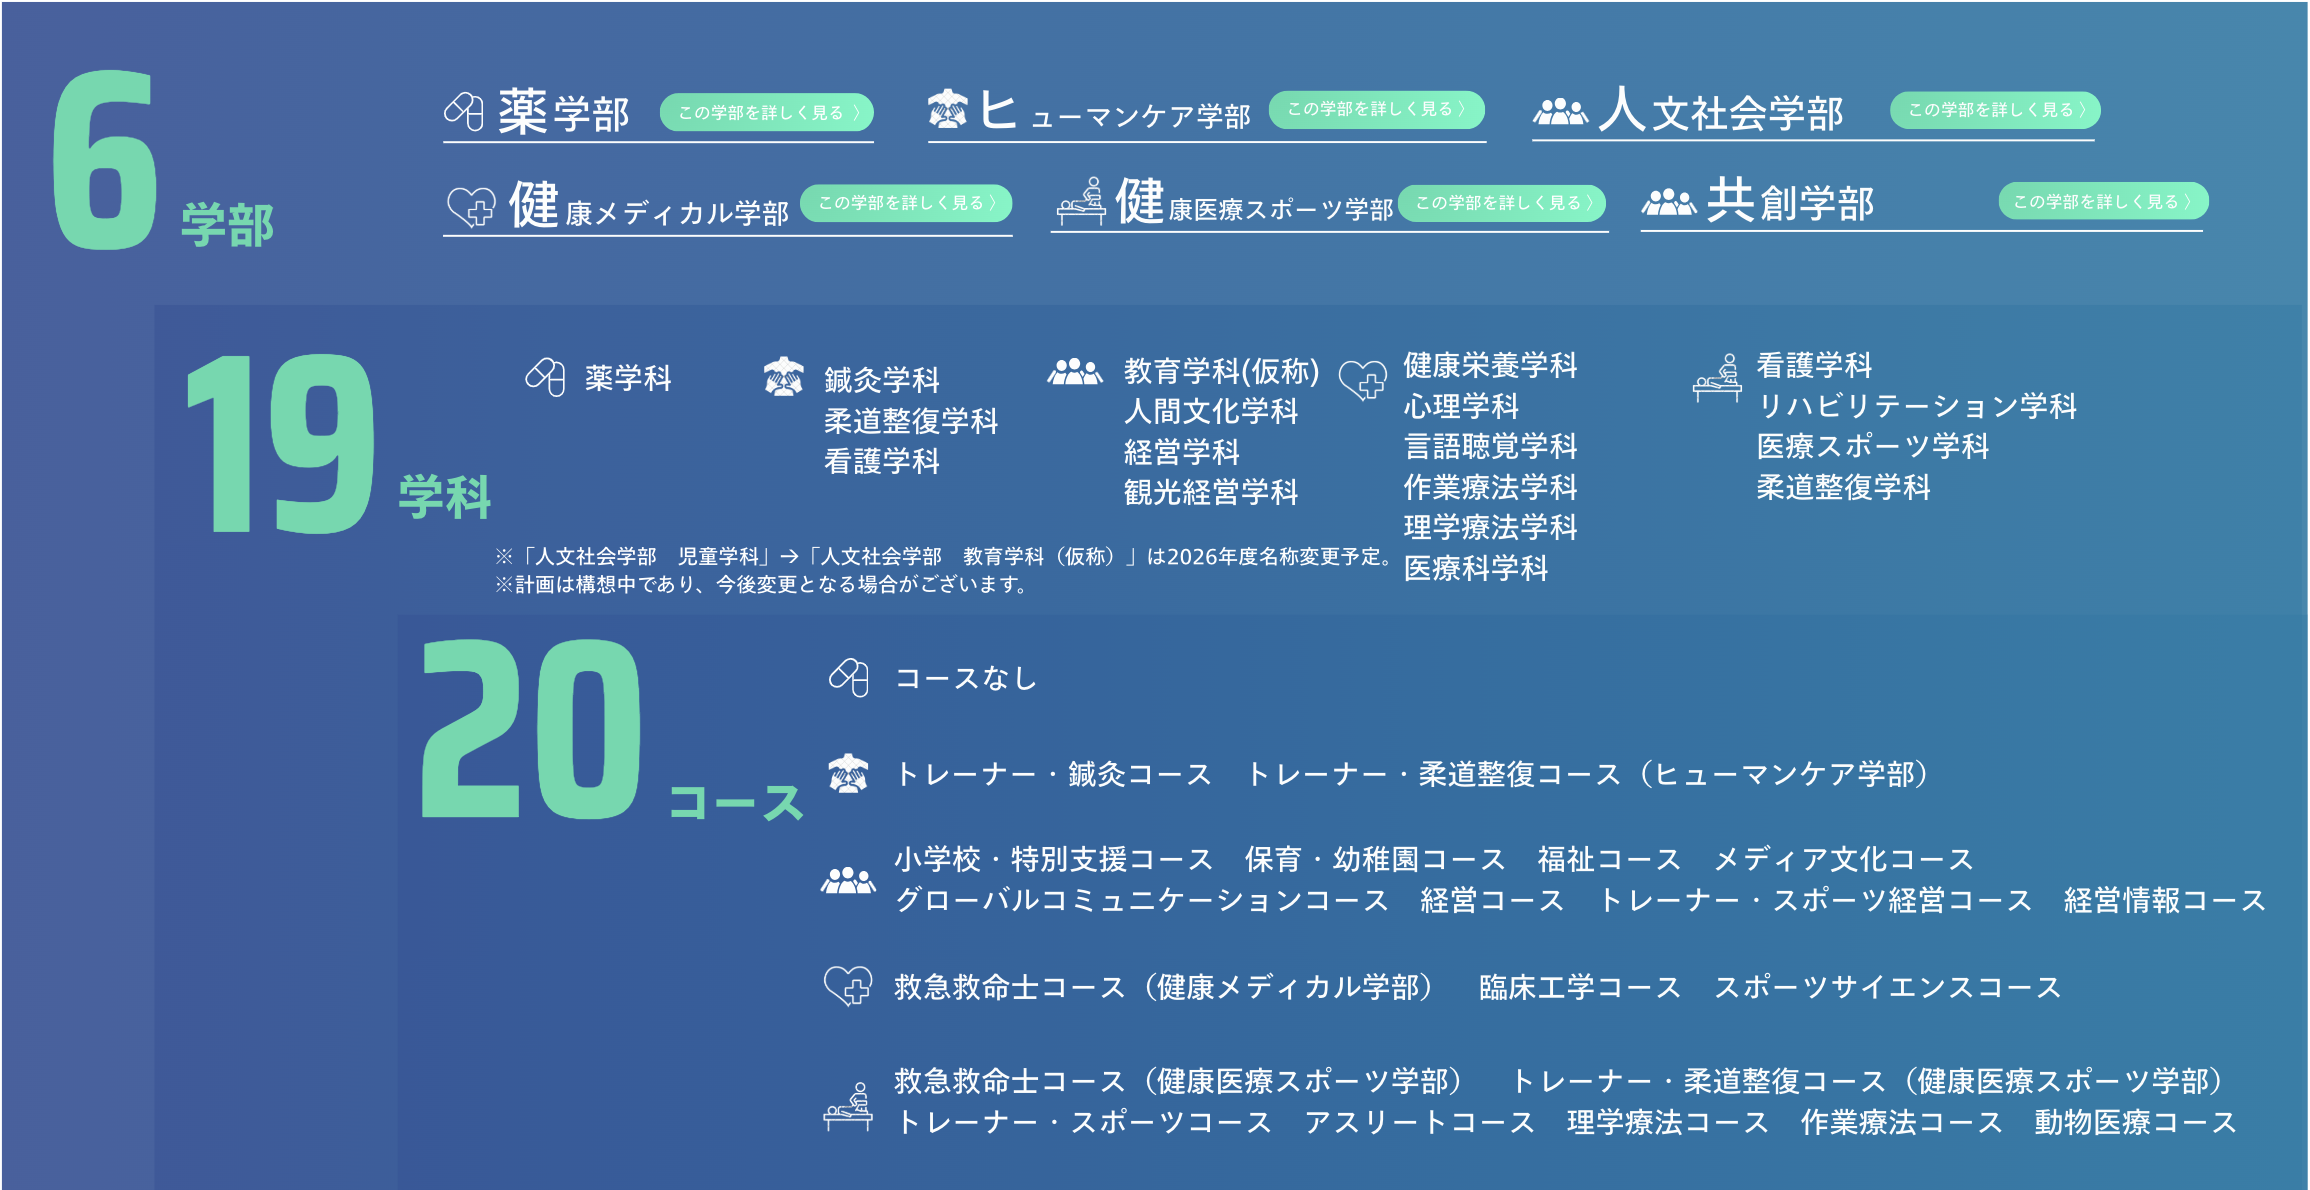 6 学部
薬学部 この学部を詳しく見る 〉
ヒューマンケア学部 この学部を詳しく見る 〉
人文社会学部 この学部を詳しく見る 〉
健康メディカル学部 この学部を詳しく見る 〉
健康医療スポーツ学部 この学部を詳しく見る 〉
共創学部 この学部を詳しく見る 〉
19 学科
薬学科
鍼灸学科
柔道整復学科
看護学科
教育学科(仮称)
人間文化学科
経営学科
観光経営学科
健康栄養学科
心理学科
言語聴覚学科
作業療法学科
理学療法学科
医療科学科
看護学科
リハビリテーション学科
医療スポーツ学科
柔道整復学科
※「人文社会学部　児童学科」→「人文社会学部　教育学科（仮称）」は2026年度名称変更予定。
※計画は構想中であり、今後変更となる場合がございます。
20 コース
コースなし
トレーナー・鍼灸コース　トレーナー・柔道整復コース（ヒューマンケア学部）
小学校・特別支援コース　保育・幼稚園コース　福祉コース　メディア文化コース
グローバルコミュニケーションコース　経営コース　トレーナー・スポーツ経営コース　経営情報コース
救急救命士コース（健康メディカル学部）　臨床工学コース　スポーツサイエンスコース
救急救命士コース（健康医療スポーツ学部）　トレーナー・柔道整復コース（健康医療スポーツ学部）
トレーナー・スポーツコース　アスリートコース　理学療法コース　作業療法コース　動物医療コース